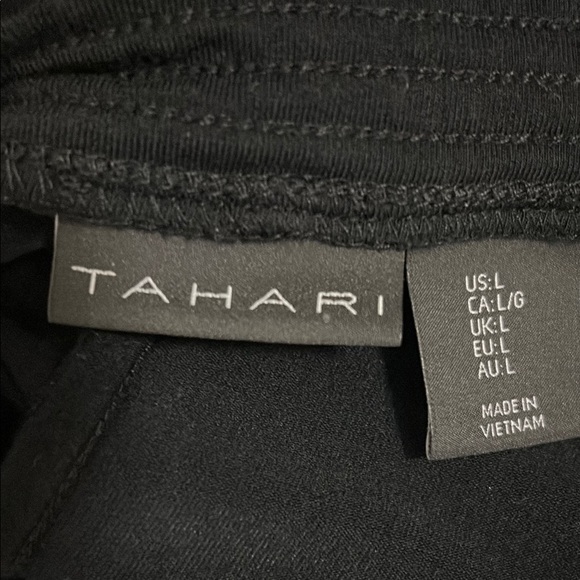 TAHARI
US:L
CA:L/G
UK:L
EU:L
AU:L
MADE IN
VIETNAM